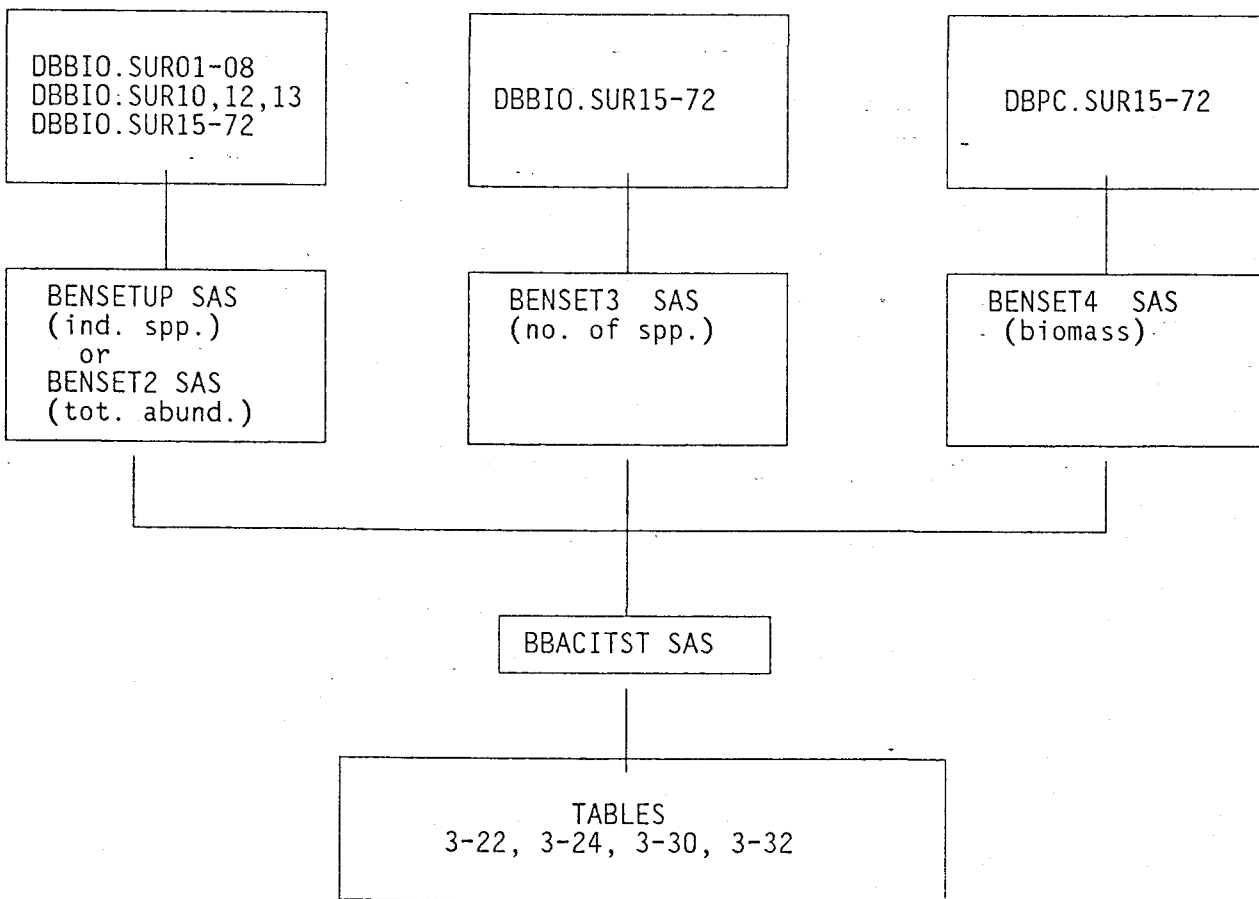 DBBIO.SUR01-08
DBBIO.SUR10,12,13
DBBIO.SUR15-72
DBBIO.SUR15-72
DBPC.SUR15-72
BENSETUP SAS
(ind. spp.)
or
BENSET2 SAS
(tot. abund.)
BENSET3 SAS
(no. of spp.)
BENSET4 SAS
(biomass)
BBACITST SAS
TABLES
3-22, 3-24, 3-30, 3-32